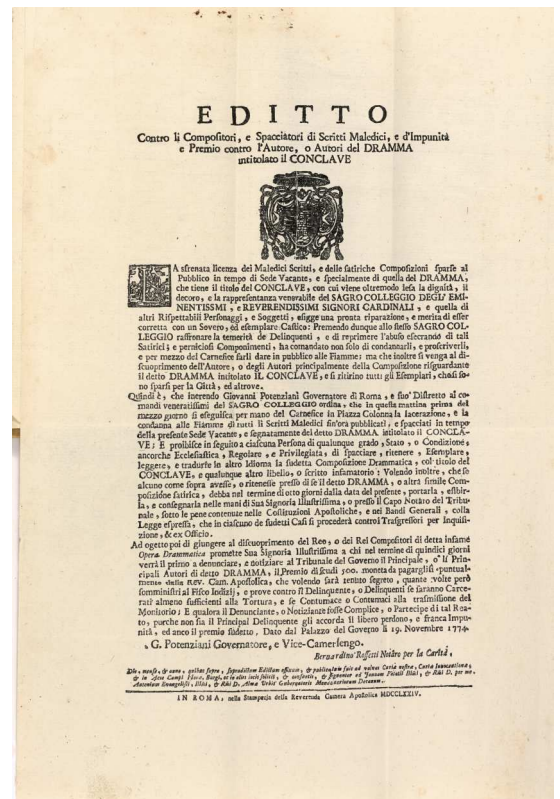 EDITTO
Contro li Compositori, e Spacciatori di Scritti Maledici, e d'Impunità
e Premio contro l'Autore, o Autori del DRAMMA
intitolato il CONCLAVE
LA sfrenata licenza dei Maledici Scritti, e delle satiriche Composizioni sparse al
Pubblico in tempo di Sede Vacante, e specialmente di quella del DRAMMA,
che tiene il titolo del CONCLAVE, con cui viene oltremodo lesa la dignità, il
decoro, e la rappresentanza venerabile del SAGRO COLLEGGIO DEGL' EMI-
NENTISSMI, e REVERENDISSIMI SIGNORI CARDINALI, e quella di
altri Rispettabili Personaggi, e Soggetti, esigge una pronta riparazione, e merita di esser
corretta con un Severo, ed esemplare Castico: Premendo dunque allo stesso SAGRO COL-
LEGGIO raffrenare la temerità de Delinquenti, e di reprimere l'abuso esecrando di tali
Satirici, e perniciosi Componimenti, ha comandato non solo di condanarli, e proscriverli,
e per mezzo del Carnefice farli dare in pubblico alle Fiamme; ma che inoltre si venga al di-
scuoprimento dell'Autore, o degli Autori principali della Composizione risguardante
il detto DRAMMA intitolato IL CONCLAVE, e si ritirino tutti gli Esemplari, che si so-
no sparsi per la Città, ed altrove.
Quindi è, che inerendo Giovanni Potenziani Governatore di Roma, e suo Distretto ai co-
mandi veneratissimi del SAGRO COLLEGGIO ordina, che in questa mattina prima del
mezzo giorno si eseguisca per mano del Carnefice in Piazza Colonna la lacerazione, e la
condanna alle Fiamme di tutti li Scritti Maledici sin'ora pubblicati, e spacciati in tempo
della presente Sede Vacante, e segnatamente del detto DRAMMA intitolato il CONCLA-
VE; E proibisce in seguito a ciascuna Persona di qualunque grado, Stato, o Condizione,
ancorche Ecclesiastica, Regolare, e Privilegiata, di spacciare, ritenere, Esemplare,
leggere, e tradurre in altro Idioma la sudetta Composizione Drammatica, col titolo del
CONCLAVE, e qualunque altro libello, o scritto infamatorio: Volendo inoltre, che se
alcuno come sopra avesse, o ritenesse presso di se il detto DRAMMA, o altra simile Com-
posizione satirica, debba nel termine di otto giorni dalla data del presente, portarla, esibir-
la, e consegnarla nelle mani di Sua Signoria Illustrissima, o presso il Capo Notaro del Tribu-
nale, sotto le pene contenute nelle Costituzioni Apostoliche, e nei Bandi Generali, colla
Legge espressa, che in ciascuno de sudetti Casi si procederà contro i Trasgressori per Inquisi-
zione, & ex Officio.
Ad oggetto poi di giungere al discuoprimento del Reo, o dei Rei Compositori di detta infame
Opera Drammatica promette Sua Signoria Illustrissima a chi nel termine di quindici giorni
verrà il primo a denunciare, e notiziare al Tribunale del Governo il Principale, o li Prin-
cipali Autori di detto DRAMMA, il Premio di scudi 500. moneta da pagarglisi puntual-
mente dalla Rev. Cam. Apostolica, che volendo sarà tenuto segreto, quante volte però
somministri al Fisco Indizij, e prove contro il Delinquente, o Delinquenti se saranno Carce-
rati almeno sufficienti alla Tortura, e se Contumace o Contumaci alla trasmissione del
Monitorio: E qualora il Denunciante, o Notiziante fosse Complice, o Partecipe di tal Rea-
to, purche non sia il Principal Delinquente gli accorda il libero perdono, e franca Impu-
nità, ed anco il premio sudetto. Dato dal Palazzo del Governo li 19. Novembre 1774.
G. Potenziani Governatore, e Vice-Camerlengo.
Bernardino Rossetti Notaro per la Carità,
IN ROMA, nella Stamperia della Reverenda Camera Apostolica MDCCLXXIV.